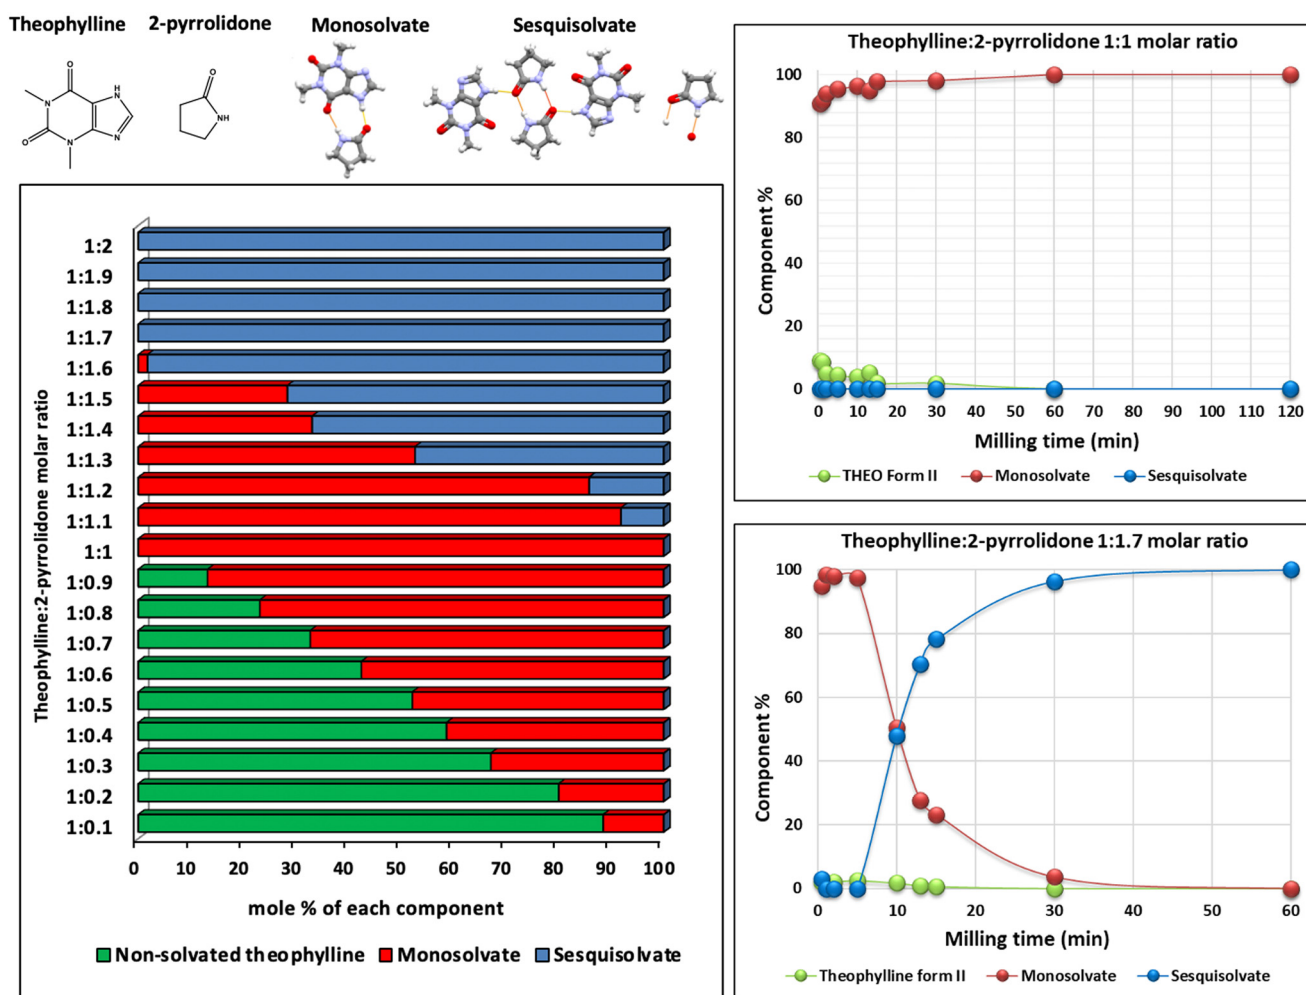 Theophylline 2-pyrrolidone Monosolvate Sesquisolvate
O
H
N
N
O
N
N
O
NH
Theophylline:2-pyrrolidone molar ratio
1:2
1:1.9
1:1.8
1:1.7
1:1.6
1:1.5
1:1.4
1:1.3
1:1.2
1:1.1
1:1
1:0.9
1:0.8
1:0.7
1:0.6
1:0.5
1:0.4
1:0.3
1:0.2
1:0.1
0 10 20 30 40 50 60 70 80 90 100
mole % of each component
Non-solvated theophylline Monosolvate Sesquisolvate
Theophylline:2-pyrrolidone 1:1 molar ratio
Component %
100
80
60
40
20
0
0 10 20 30 40 50 60 70 80 90 100 110 120
Milling time (min)
THEO Form II Monosolvate Sesquisolvate
Theophylline:2-pyrrolidone 1:1.7 molar ratio
Component %
100
80
60
40
20
0
0 10 20 30 40 50 60
Milling time (min)
Theophylline form II Monosolvate Sesquisolvate